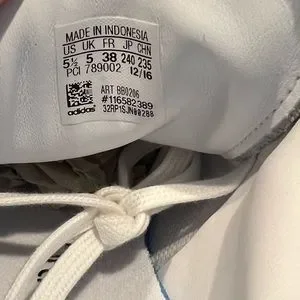 MADE IN INDONESIA
US UK FR JP CHN
5½ 5 38 240 235
PCI 789002 12/16
ART BB0206
#116582389
adidas 32RP1SJN00288